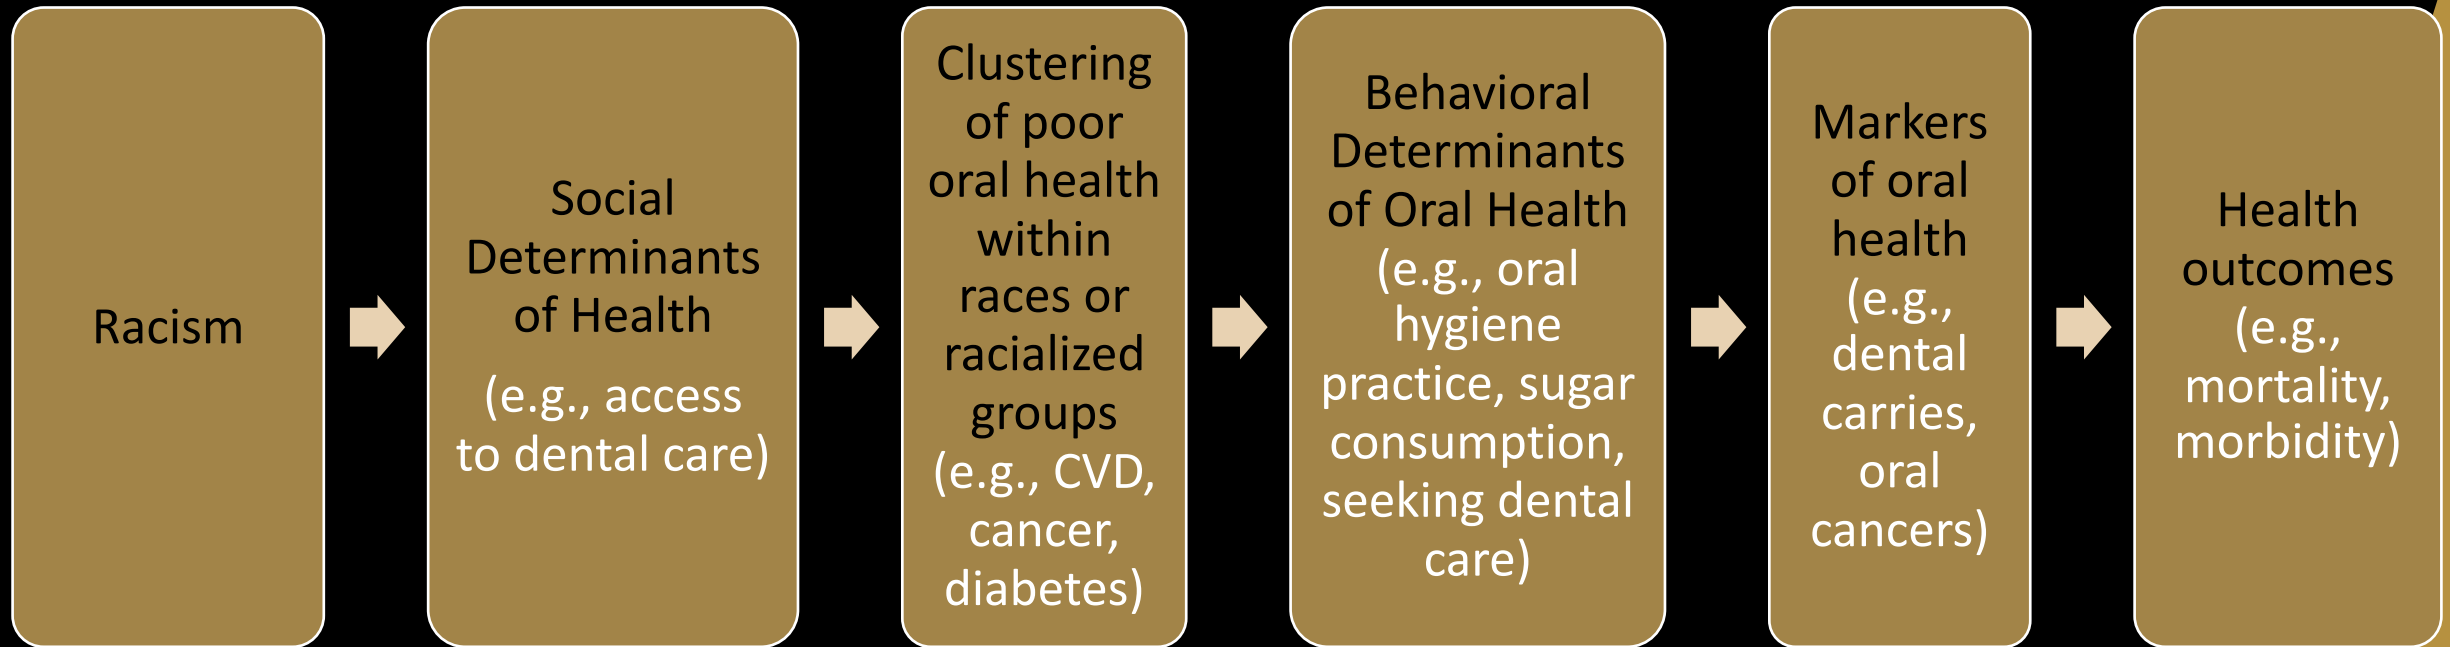 Racism
Social
Determinants
of Health
(e.g., access
to dental care)
Clustering
of poor
oral health
within
races or
racialized
groups
(e.g., CVD,
cancer,
diabetes)
Behavioral
Determinants
of Oral Health
(e.g., oral
hygiene
practice, sugar
consumption,
seeking dental
care)
Markers
of oral
health
(e.g.,
dental
carries,
oral
cancers)
Health
outcomes
(e.g.,
mortality,
morbidity)